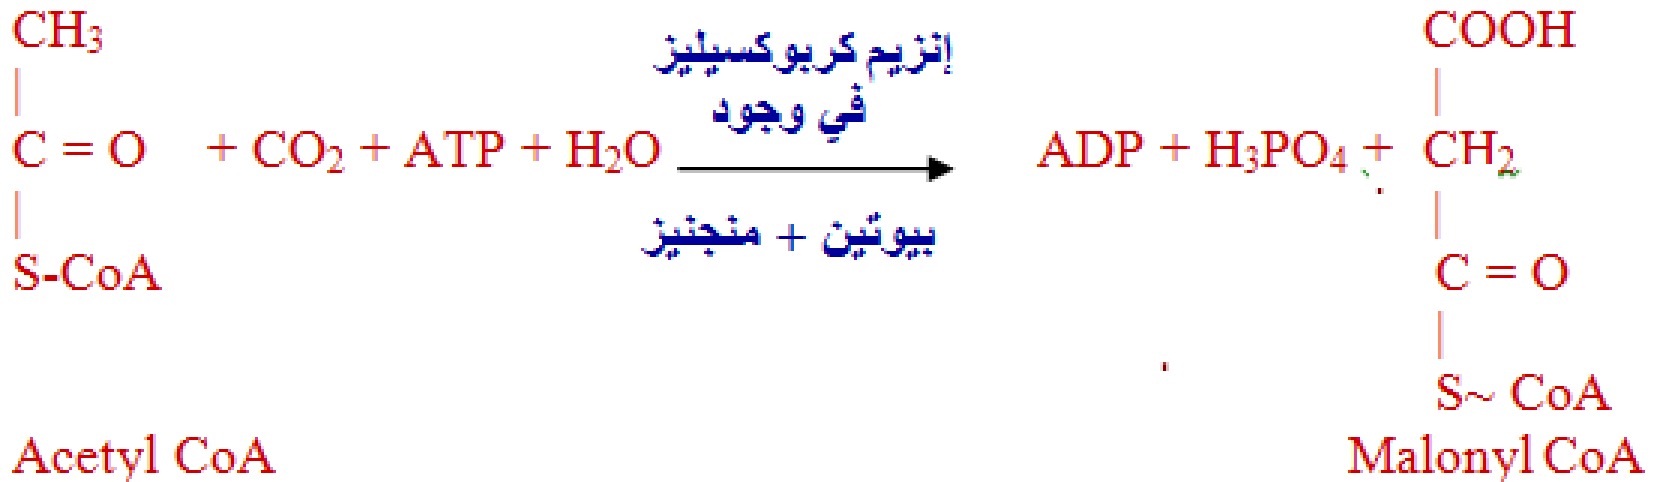 CH₃
|
C = O + CO₂ + ATP + H₂O
|
S-CoA
Acetyl CoA
إنزيم كربوكسيليز
في وجود
بيوتين + منجنيز
ADP + H₃PO₄ +
COOH
|
CH₂
|
C = O
|
S~ CoA
Malonyl CoA